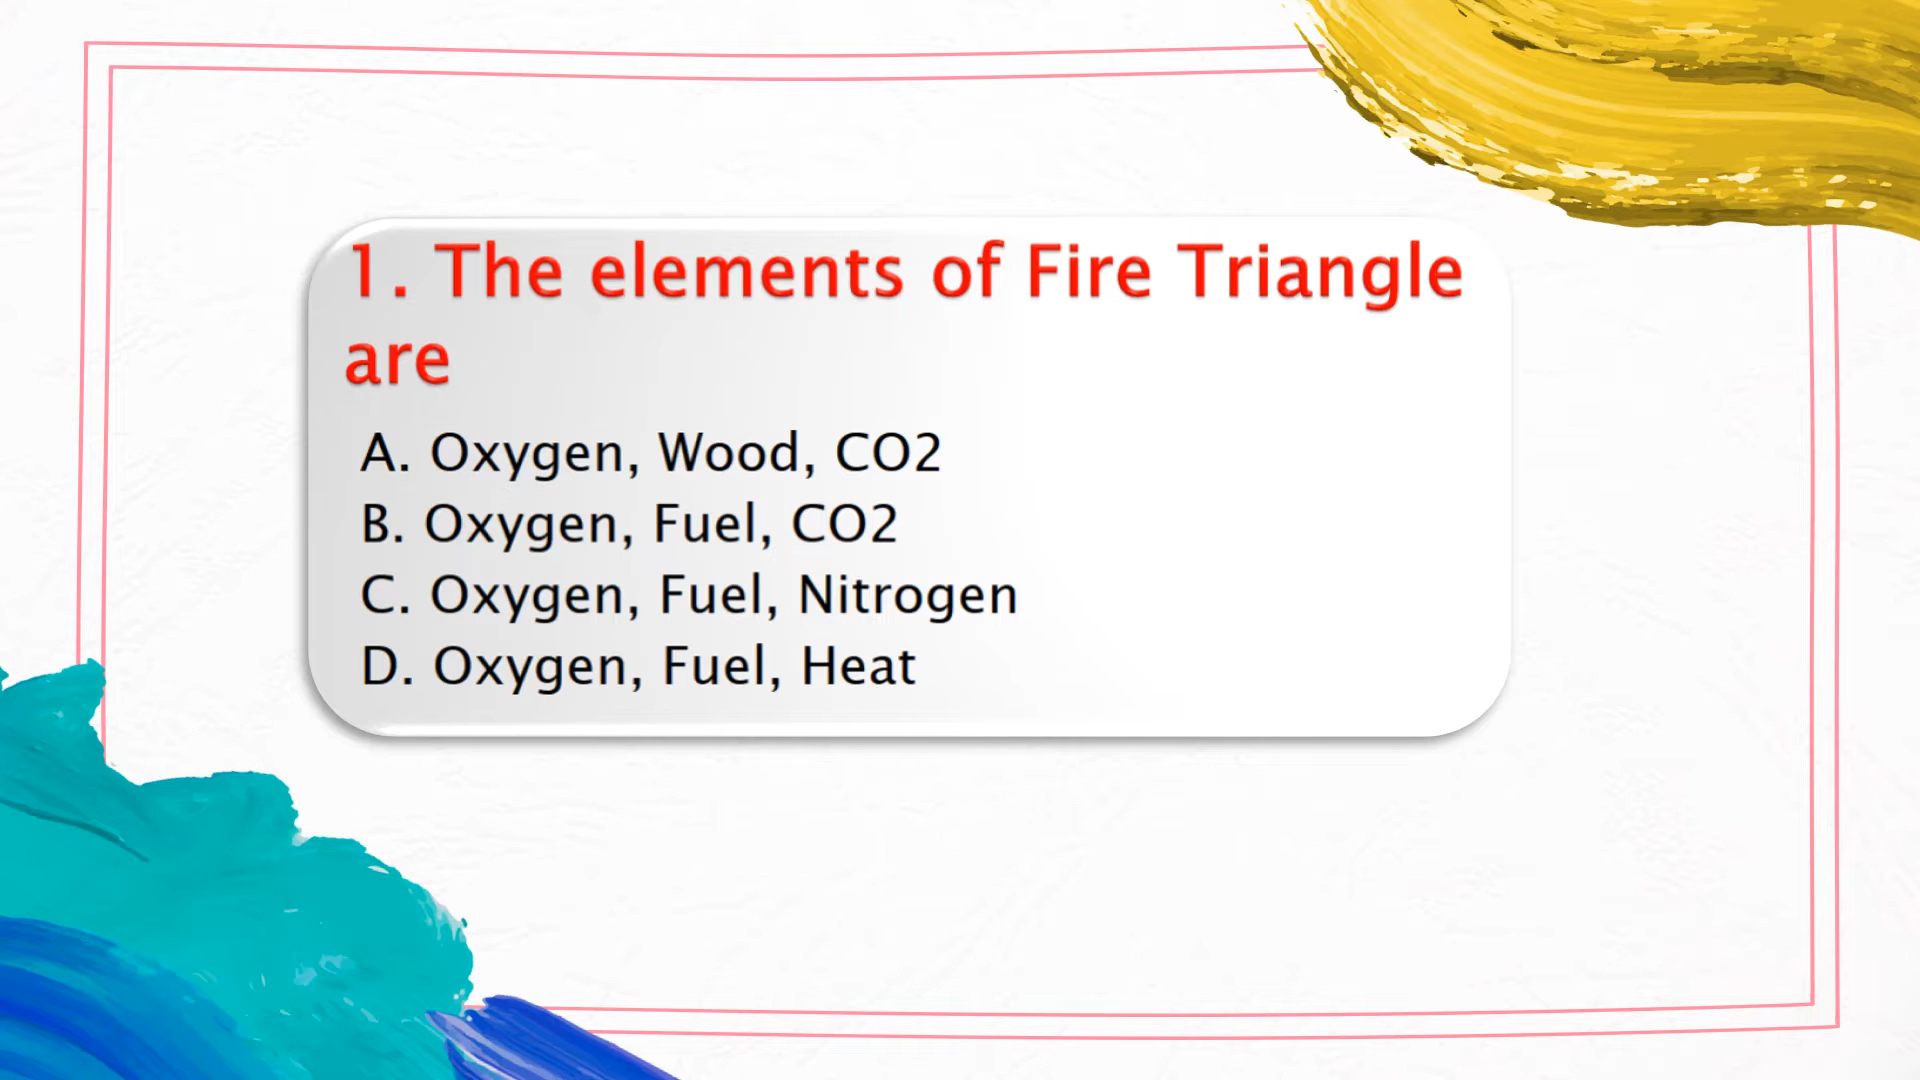 1. The elements of Fire Triangle
are
A. Oxygen, Wood, CO2
B. Oxygen, Fuel, CO2
C. Oxygen, Fuel, Nitrogen
D. Oxygen, Fuel, Heat